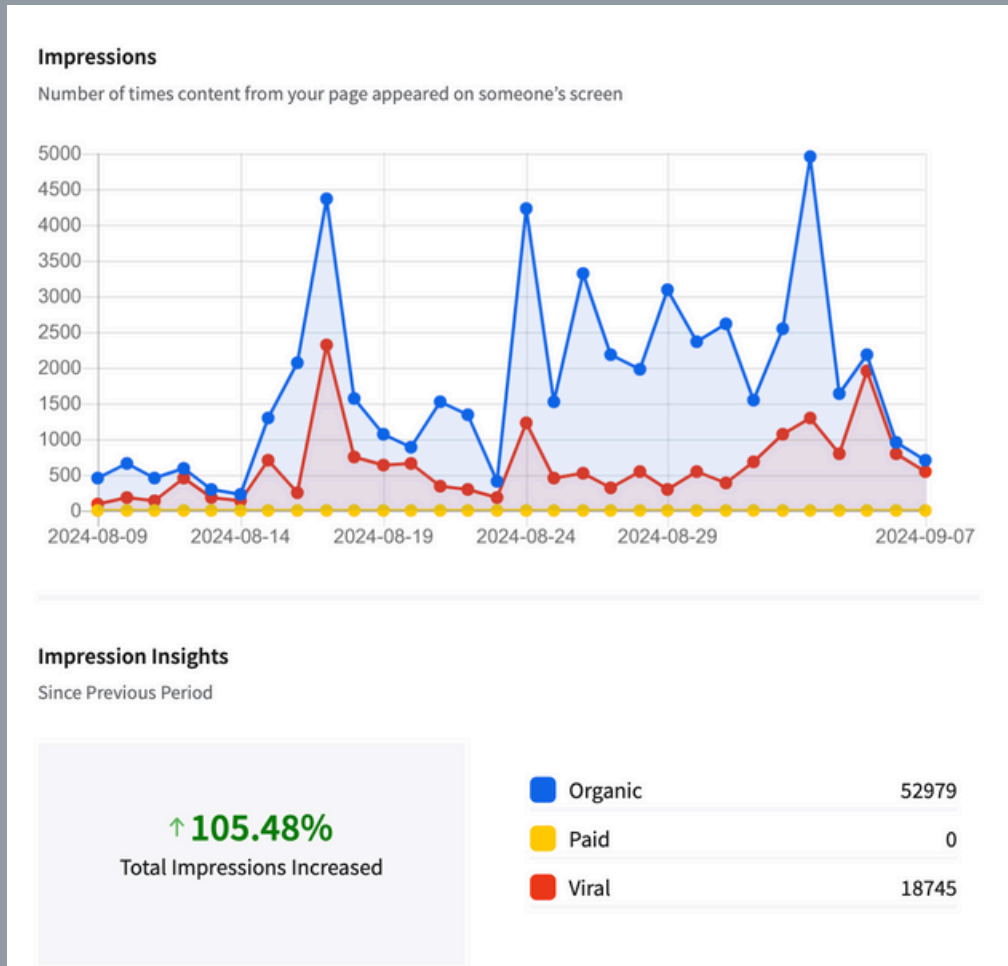 Impressions
Number of times content from your page appeared on someone’s screen
5000
4500
4000
3500
3000
2500
2000
1500
1000
500
0
2024-08-09 2024-08-14 2024-08-19 2024-08-24 2024-08-29 2024-09-07
Impression Insights
Since Previous Period
↑105.48%
Total Impressions Increased
Organic 52979
Paid 0
Viral 18745